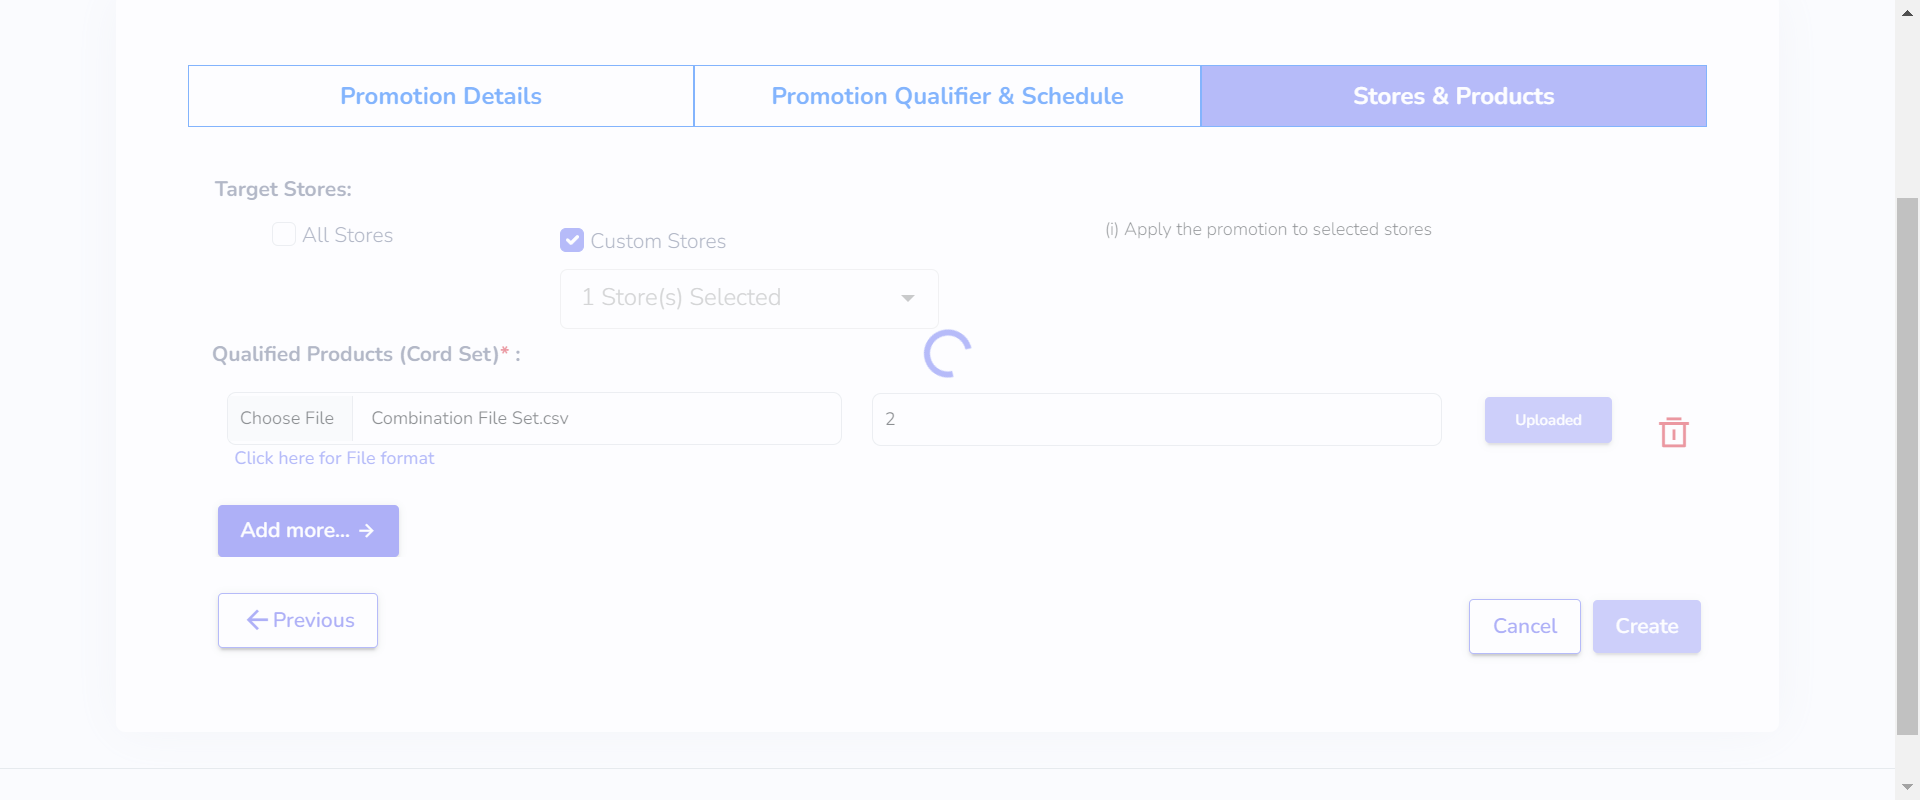 Promotion Details
Promotion Qualifier & Schedule
Stores & Products
Target Stores:
All Stores
Custom Stores
(i) Apply the promotion to selected stores
1 Store(s) Selected
Qualified Products (Cord Set)* :
Choose File
Combination File Set.csv
2
Uploaded
Click here for File format
Add more... →
← Previous
Cancel
Create